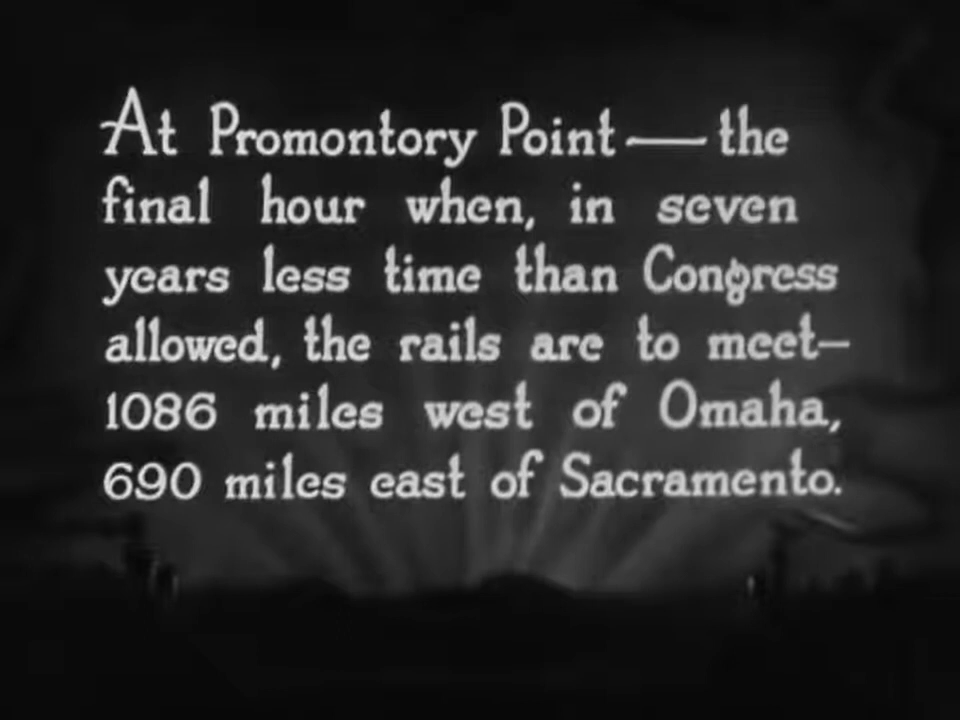 At Promontory Point — the
final hour when, in seven
years less time than Congress
allowed, the rails are to meet—
1086 miles west of Omaha,
690 miles east of Sacramento.